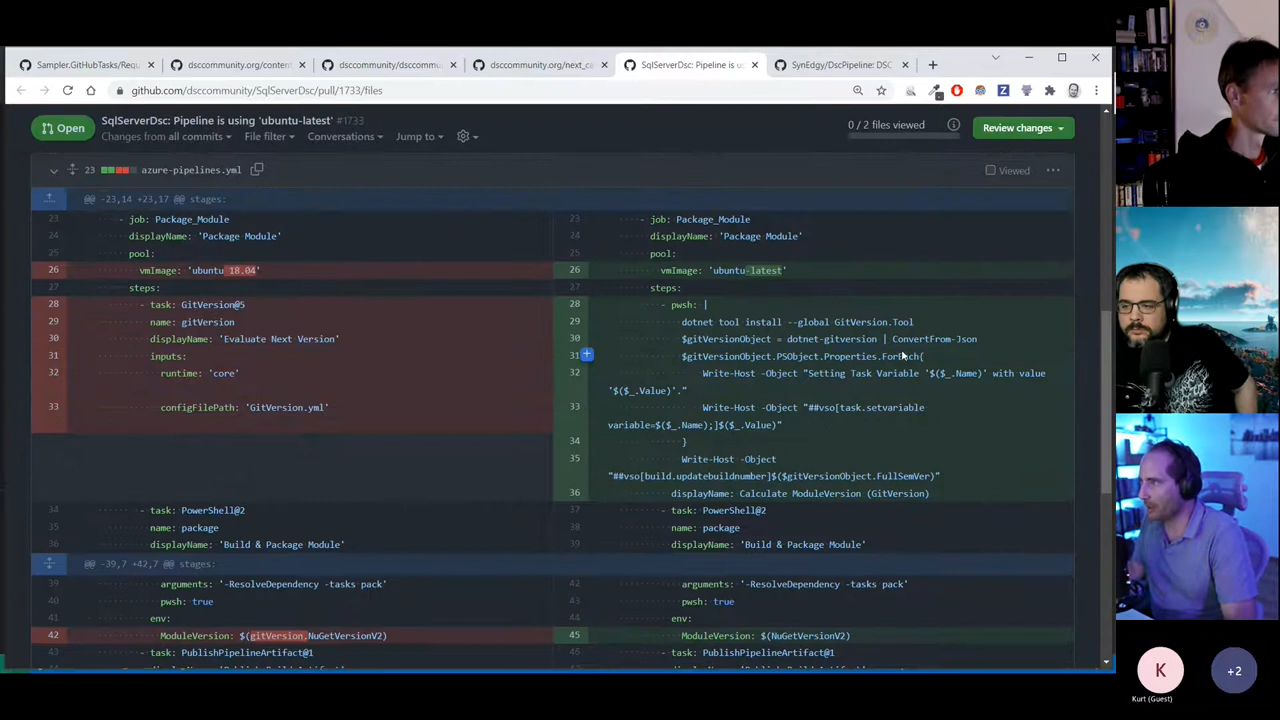 Sampler.GitHubTasks/Requ
dsccommunity.org/content
dsccommunity/dsccommu
dsccommunity.org/next_ca
SqlServerDsc: Pipeline is us
SynEdgy/DscPipeline: DSC
github.com/dsccommunity/SqlServerDsc/pull/1733/files
Open
SqlServerDsc: Pipeline is using 'ubuntu-latest' #1733
Changes from all commits
File filter
Conversations
Jump to
0 / 2 files viewed
Review changes
23
azure-pipelines.yml
Viewed
@@ -23,14 +23,17 @@ stages:
23 - job: Package_Module
24 displayName: 'Package Module'
25 pool:
26 vmImage: 'ubuntu 18.04'
27 steps:
28 - task: GitVersion@5
29 name: gitVersion
30 displayName: 'Evaluate Next Version'
31 inputs:
32 runtime: 'core'
33 configFilePath: 'GitVersion.yml'
34 - task: PowerShell@2
35 name: package
36 displayName: 'Build & Package Module'
23 - job: Package_Module
24 displayName: 'Package Module'
25 pool:
26 vmImage: 'ubuntu-latest'
27 steps:
28 - pwsh: |
29 dotnet tool install --global GitVersion.Tool
30 $gitVersionObject = dotnet-gitversion | ConvertFrom-Json
31 $gitVersionObject.PSObject.Properties.ForEach{
32 Write-Host -Object "Setting Task Variable '$($_.Name)' with value
'$($_.Value)'."
33 Write-Host -Object "##vso[task.setvariable
variable=$($_.Name);]$($_.Value)"
34 }
35 Write-Host -Object
"##vso[build.updatebuildnumber]$($gitVersionObject.FullSemVer)"
36 displayName: Calculate ModuleVersion (GitVersion)
37 - task: PowerShell@2
38 name: package
39 displayName: 'Build & Package Module'
@@ -39,7 +42,7 @@ stages:
39 arguments: '-ResolveDependency -tasks pack'
40 pwsh: true
41 env:
42 ModuleVersion: $(gitVersion.NuGetVersionV2)
43 - task: PublishPipelineArtifact@1
42 arguments: '-ResolveDependency -tasks pack'
43 pwsh: true
44 env:
45 ModuleVersion: $(NuGetVersionV2)
46 - task: PublishPipelineArtifact@1
K
Kurt (Guest)
+2